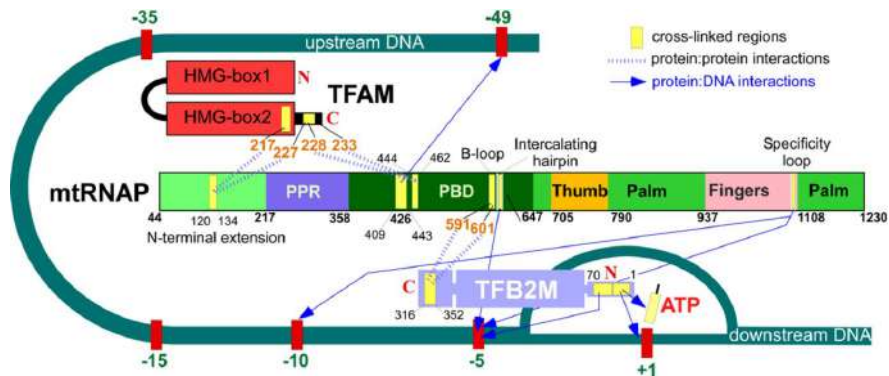 -35
-49
upstream DNA
cross-linked regions
protein:protein interactions
protein:DNA interactions
HMG-box1 N
TFAM
HMG-box2 C
217 227 228 233
444 462
B-loop
Intercalating
hairpin
Specificity
loop
mtRNAP
PPR PBD Thumb Palm Fingers Palm
44 120 134 217 358 426 591 601 647 705 790 937 1108 1230
N-terminal extension
409 443
C TFB2M 70 N 1
316 352
ATP
downstream DNA
-15 -10 -5 +1